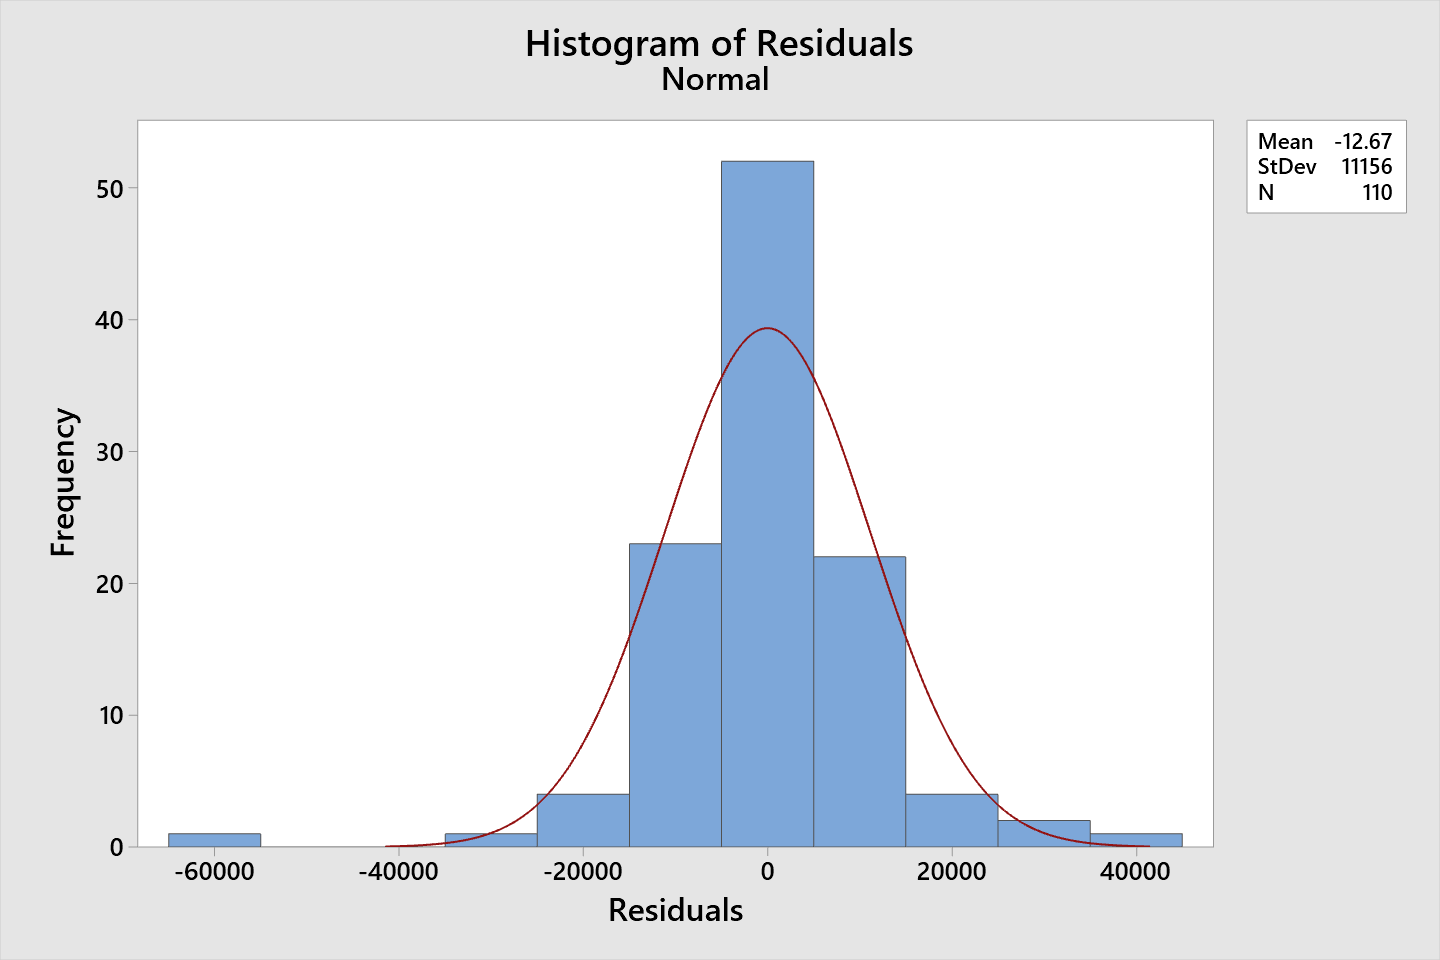 Histogram of Residuals
Normal
Mean -12.67
StDev 11156
N 110
50
40
30
20
10
0
Frequency
-60000 -40000 -20000 0 20000 40000
Residuals